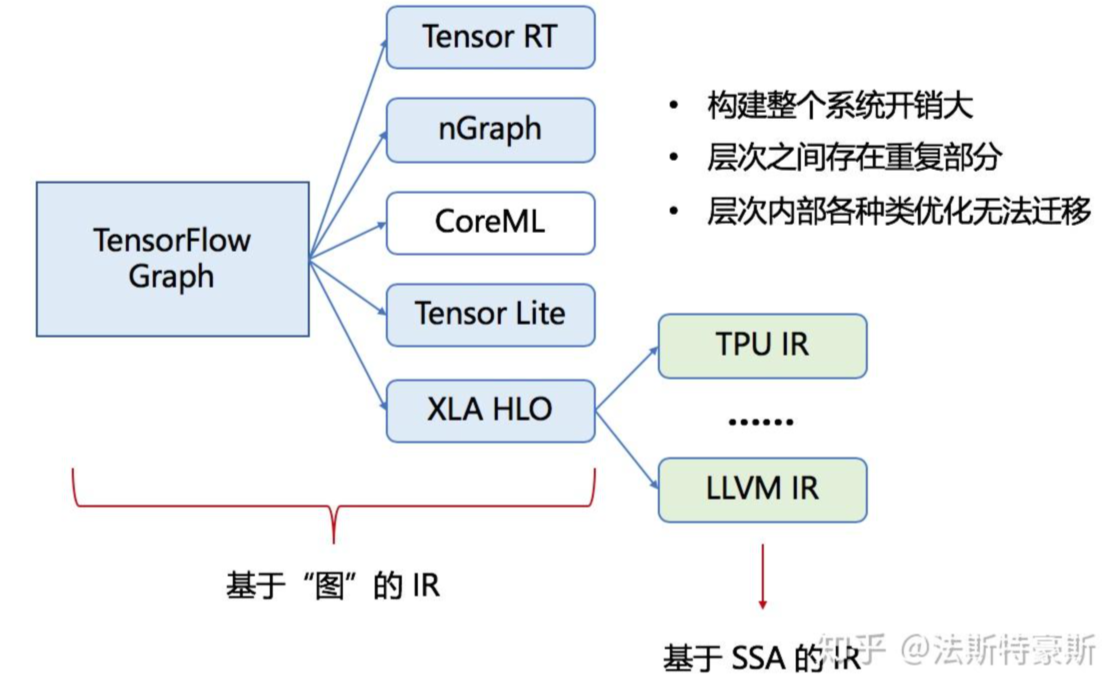 Tensor RT
nGraph
CoreML
Tensor Lite
XLA HLO
TensorFlow
Graph
• 构建整个系统开销大
• 层次之间存在重复部分
• 层次内部各种类优化无法迁移
TPU IR
......
LLVM IR
基于“图”的 IR
基于 SSA 的 IR
知乎 @法斯特豪斯